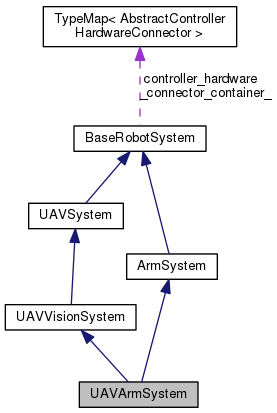 TypeMap< AbstractController
HardwareConnector >
controller_hardware
_connector_container_
BaseRobotSystem
UAVSystem
ArmSystem
UAVVisionSystem
UAVArmSystem